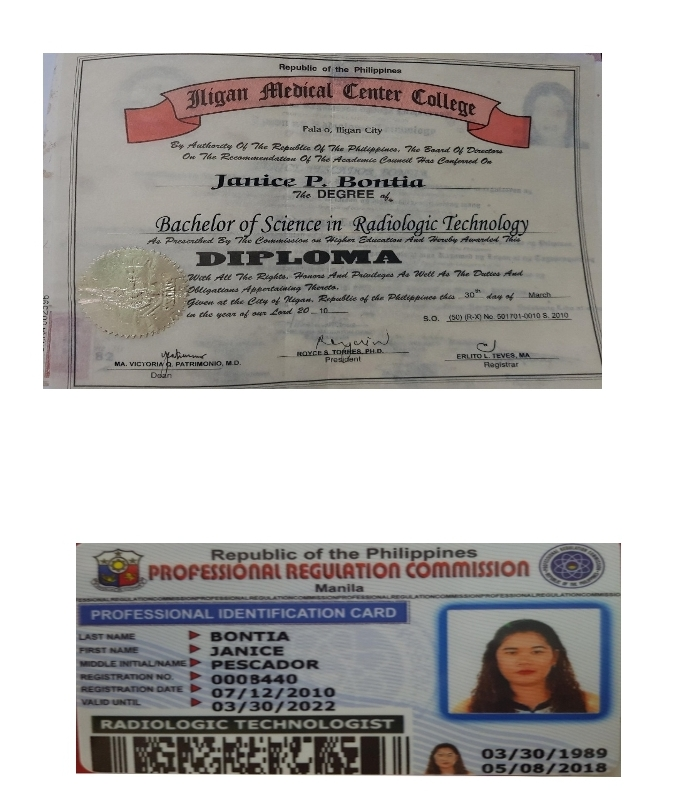 Republic of the Philippines
Iligan Medical Center College
Pala o, Iligan City
By Authority Of The Republic Of The Philippines, The Board Of Directors
On The Recommendation Of The Academic Council Has Conferred On
Janice P. Bontia
The DEGREE of
Bachelor of Science in Radiologic Technology
As Prescribed By The Commission on Higher Education And Hereby Awarded This
DIPLOMA
With All The Rights, Honors And Privileges As Well As The Duties And
Obligations Appertaining Thereto.
Given at the City of Iligan, Republic of the Philippines this 30th day of March
in the year of our Lord 20 10
S.O. (50) (R-X) No 501701-0010 S. 2010
MA. VICTORIA Q. PATRIMONIO, M.D.
Dean
ROYCE S. TORRES, PH.D.
President
ERLITO L. TEVES, MA
Registrar
Republic of the Philippines
PROFESSIONAL REGULATION COMMISSION
Manila
PROFESSIONAL IDENTIFICATION CARD
LAST NAME BONTIA
FIRST NAME JANICE
MIDDLE INITIAL/NAME PESCADOR
REGISTRATION NO. 0008440
REGISTRATION DATE 07/12/2010
VALID UNTIL 03/30/2022
RADIOLOGIC TECHNOLOGIST
03/30/1989
05/08/2018